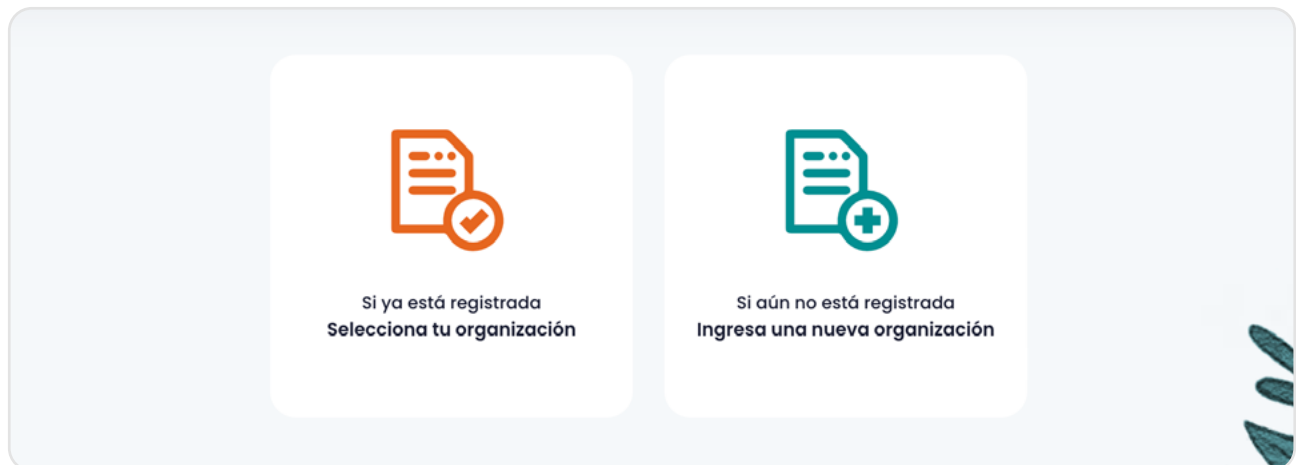 Si ya está registrada
Selecciona tu organización
Si aún no está registrada
Ingresa una nueva organización